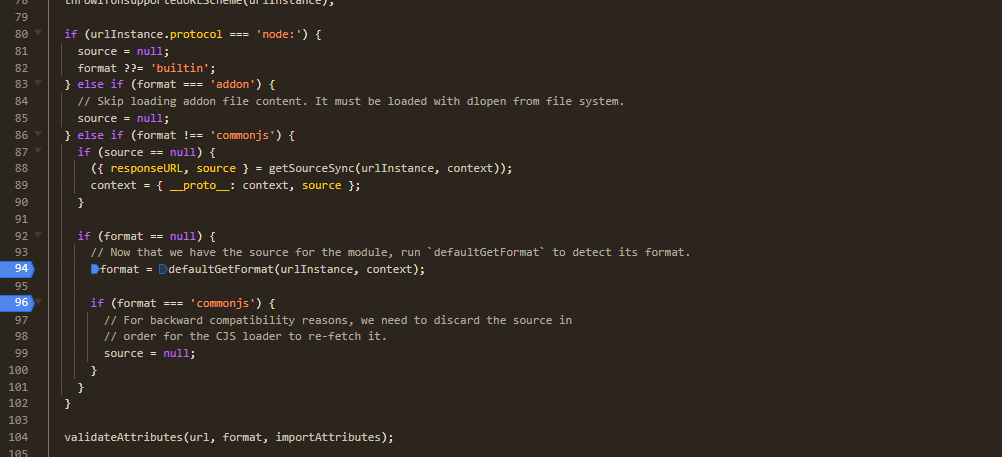 78 throwIfUnsupportedURLScheme(urlInstance);
79
80 if (urlInstance.protocol === 'node:') {
81 source = null;
82 format ??= 'builtin';
83 } else if (format === 'addon') {
84 // Skip loading addon file content. It must be loaded with dlopen from file system.
85 source = null;
86 } else if (format !== 'commonjs') {
87 if (source == null) {
88 ({ responseURL, source } = getSourceSync(urlInstance, context));
89 context = { __proto__: context, source };
90 }
91
92 if (format == null) {
93 // Now that we have the source for the module, run `defaultGetFormat` to detect its format.
94 format = defaultGetFormat(urlInstance, context);
95
96 if (format === 'commonjs') {
97 // For backward compatibility reasons, we need to discard the source in
98 // order for the CJS loader to re-fetch it.
99 source = null;
100 }
101 }
102 }
103
104 validateAttributes(url, format, importAttributes);
105